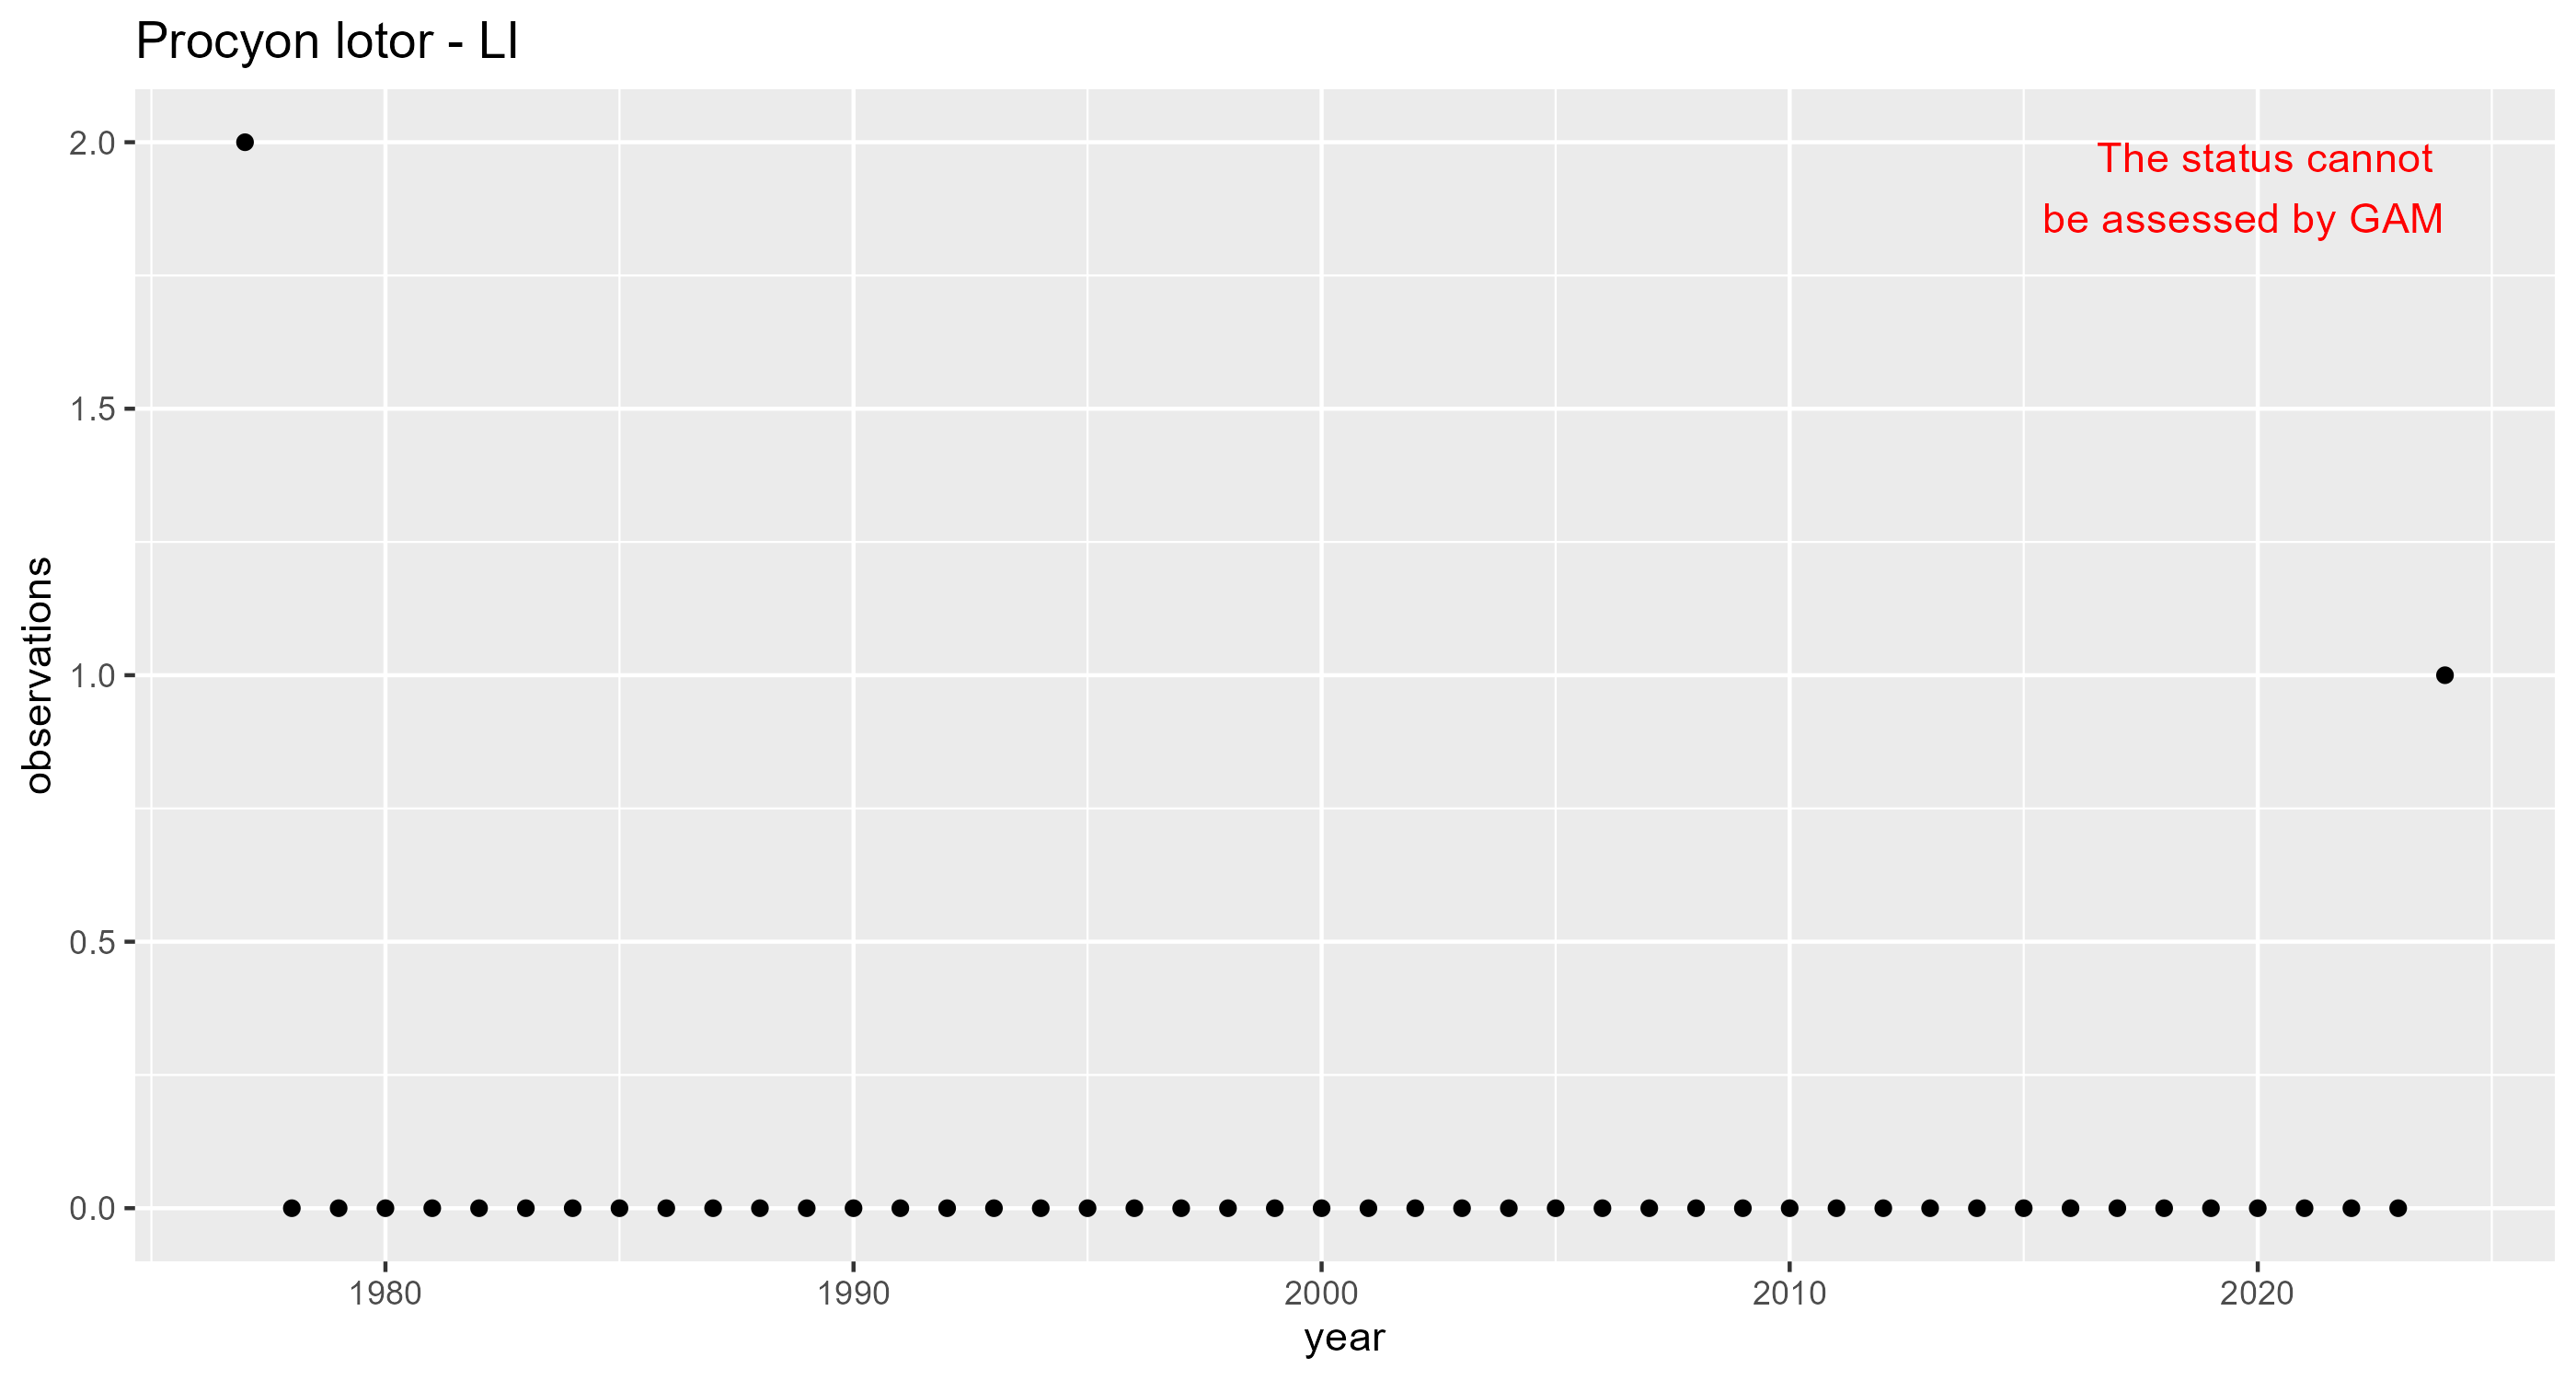 Procyon lotor - LI
2.0
The status cannot
be assessed by GAM
1.5
observations
1.0
0.5
0.0
1980 1990 2000 2010 2020
year